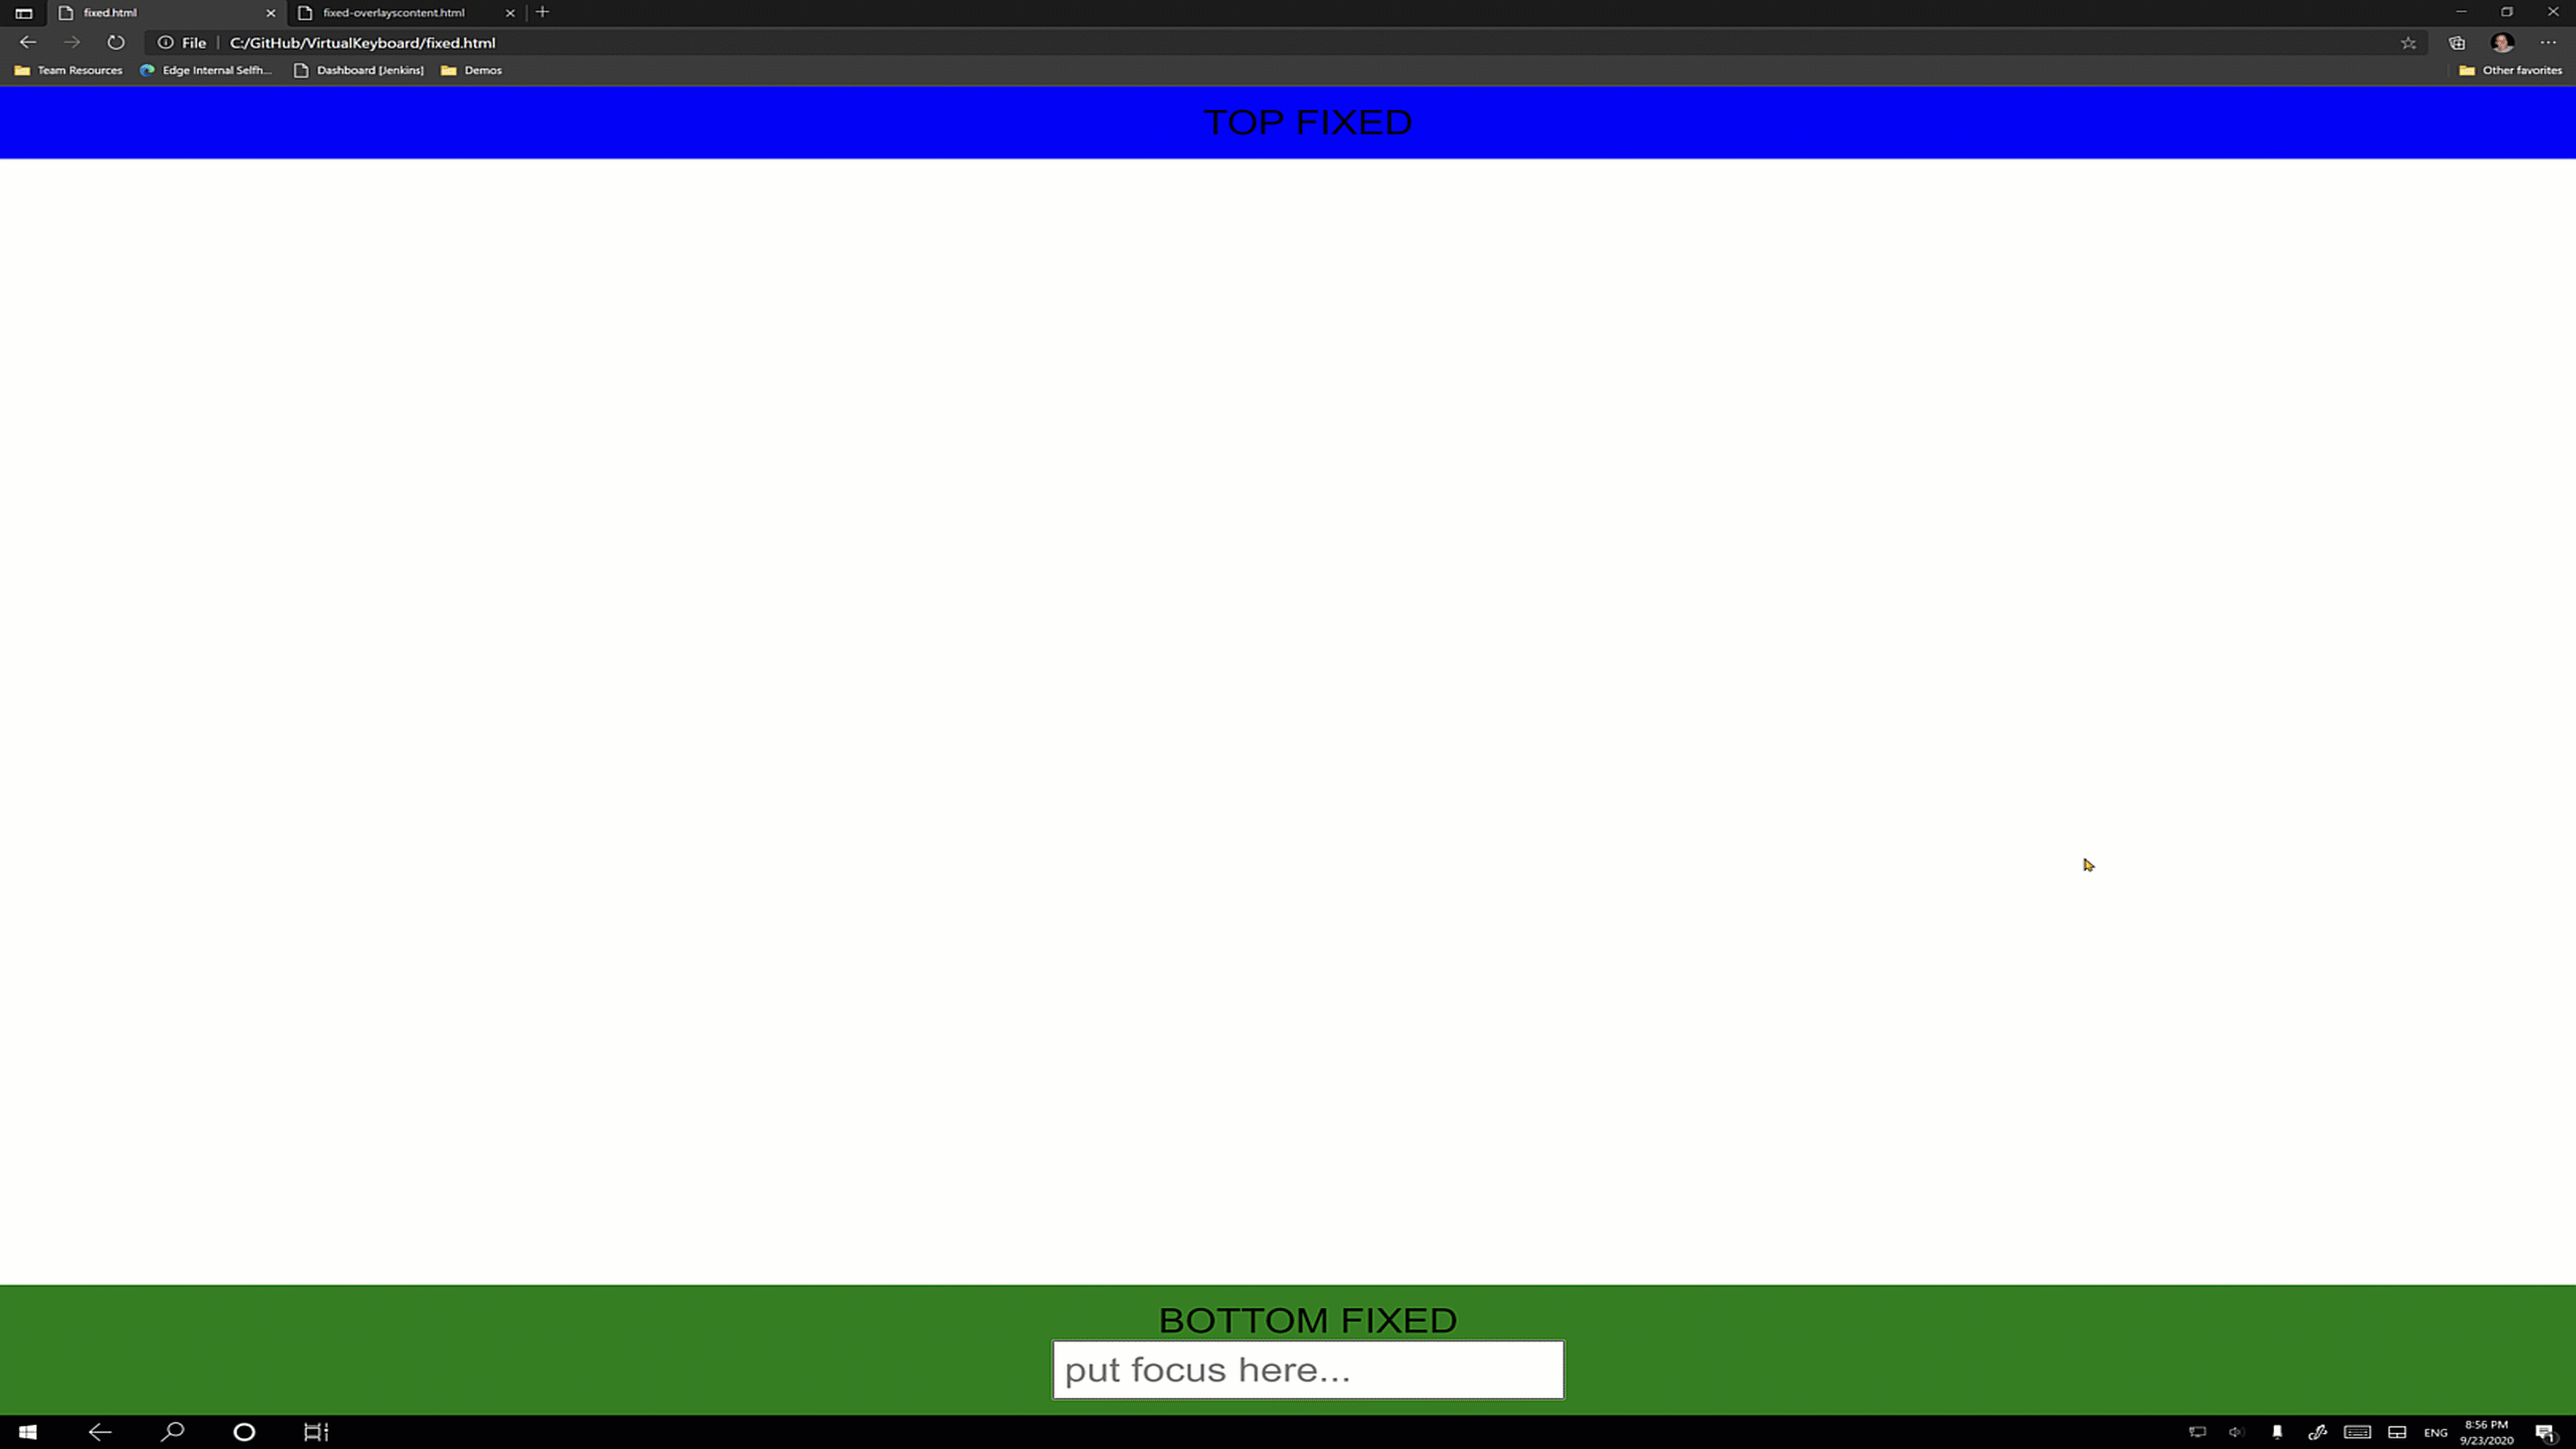 fixed.html
fixed-overlayscontent.html
File
C:/GitHub/VirtualKeyboard/fixed.html
Team Resources
Edge Internal Selfh...
Dashboard [Jenkins]
Demos
Other favorites
TOP FIXED
BOTTOM FIXED
put focus here...
ENG
8:56 PM
9/23/2020
1